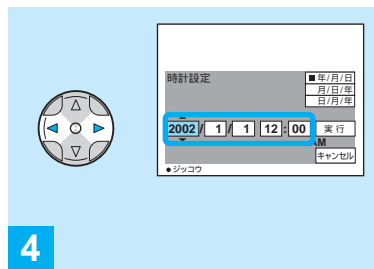 時計設定
■年/月/日
月/日/年
日/月/年
2002/ 1 / 1 12:00
実行
AM
キャンセル
●ジッコウ
4